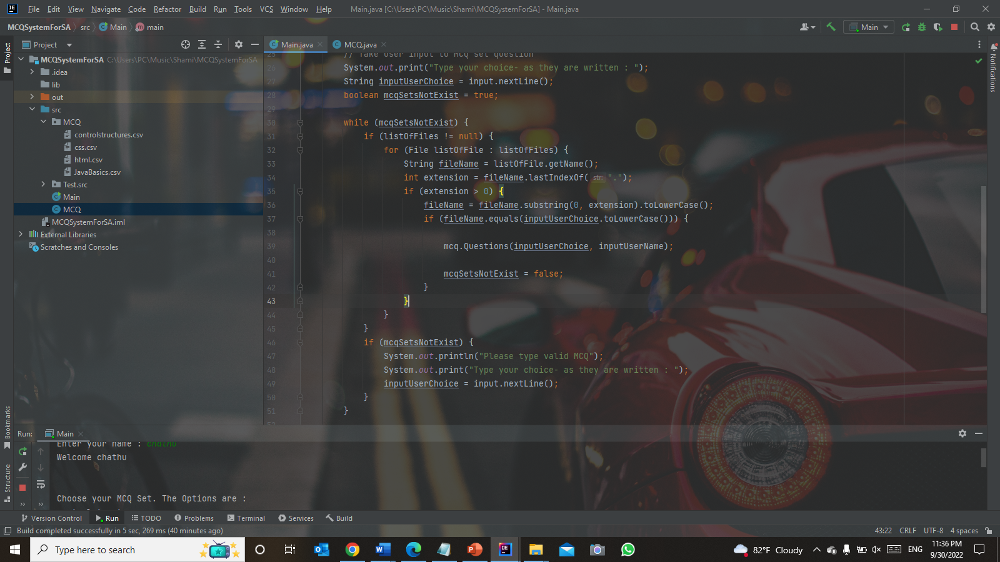 File Edit View Navigate Code Refactor Build Run Tools VCS Window Help Main.java [C:\Users\PC\Music\Shami\MCQSystemForSA] - Main.java
MCQSystemForSA src Main main
Main
Project
Project
MCQSystemForSA C:\Users\PC\Music\Shami\MCQSystemForSA
.idea
lib
out
src
MCQ
controlstructures.csv
css.csv
html.csv
JavaBasics.csv
Test.src
Main
MCQ
MCQSystemForSA.iml
External Libraries
Scratches and Consoles
Bookmarks
Structure
Notifications
Main.java MCQ.java
25 // Take user input to MCQ set question
26 System.out.print("Type your choice- as they are written : ");
27 String inputUserChoice = input.nextLine();
28 boolean mcqSetsNotExist = true;
29
30 while (mcqSetsNotExist) {
31 if (listOfFiles != null) {
32 for (File listOfFile : listOfFiles) {
33 String fileName = listOfFile.getName();
34 int extension = fileName.lastIndexOf( str: ".");
35 if (extension > 0) {
36 fileName = fileName.substring(0, extension).toLowerCase();
37 if (fileName.equals(inputUserChoice.toLowerCase())) {
38
39 mcq.Questions(inputUserChoice, inputUserName);
40
41 mcqSetsNotExist = false;
42 }
43 }
44 }
45 }
46 if (mcqSetsNotExist) {
47 System.out.println("Please type valid MCQ");
48 System.out.print("Type your choice- as they are written : ");
49 inputUserChoice = input.nextLine();
50 }
51 }
Run: Main
Enter your name : chathu
Welcome chathu
Choose your MCQ Set. The Options are :
Version Control Run TODO Problems Terminal Services Build
Build completed successfully in 5 sec, 269 ms (40 minutes ago)
43:22 CRLF UTF-8 4 spaces
Type here to search
82°F Cloudy ENG 11:36 PM
9/30/2022